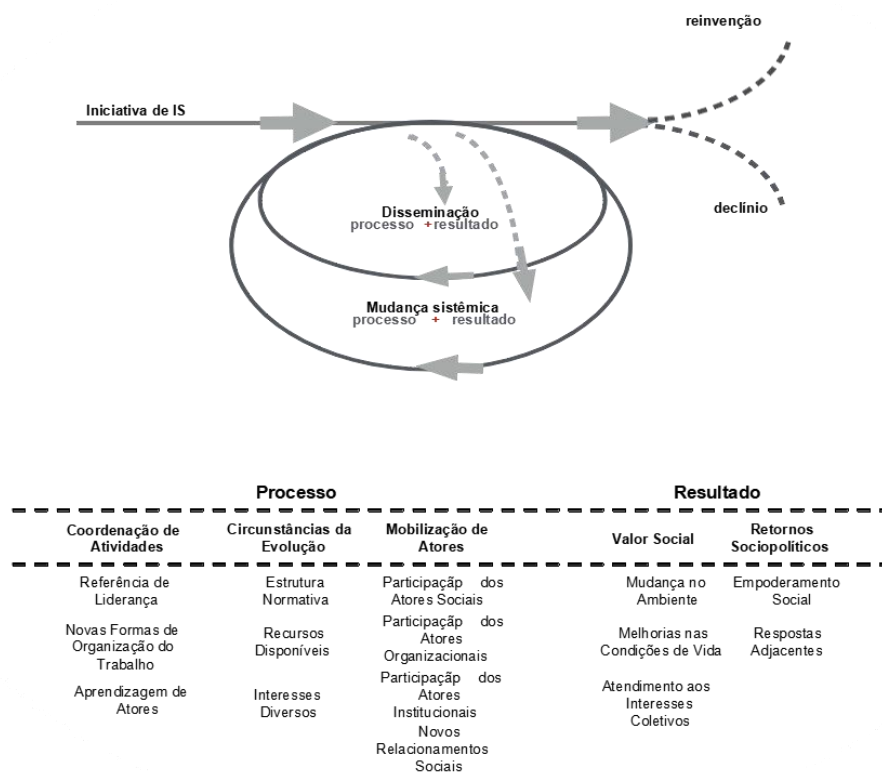 reinvenção
Iniciativa de IS
declínio
Disseminação
processo + resultado
Mudança sistêmica
processo + resultado
Processo
Resultado
Coordenação de
Atividades
Circunstâncias da
Evolução
Mobilização de
Atores
Valor Social
Retornos
Sociopolíticos
Referência de
Liderança
Estrutura
Normativa
Participaçãp dos
Atores Sociais
Mudança no
Ambiente
Empoderamento
Social
Novas Formas de
Organização do
Trabalho
Recursos
Disponíveis
Participaçãp dos
Atores
Organizacionais
Melhorias nas
Condições de Vida
Respostas
Adjacentes
Aprendizagem de
Atores
Interesses
Diversos
Participaçãp dos
Atores
Institucionais
Novos
Relacionamentos
Sociais
Atendimento aos
Interesses
Coletivos